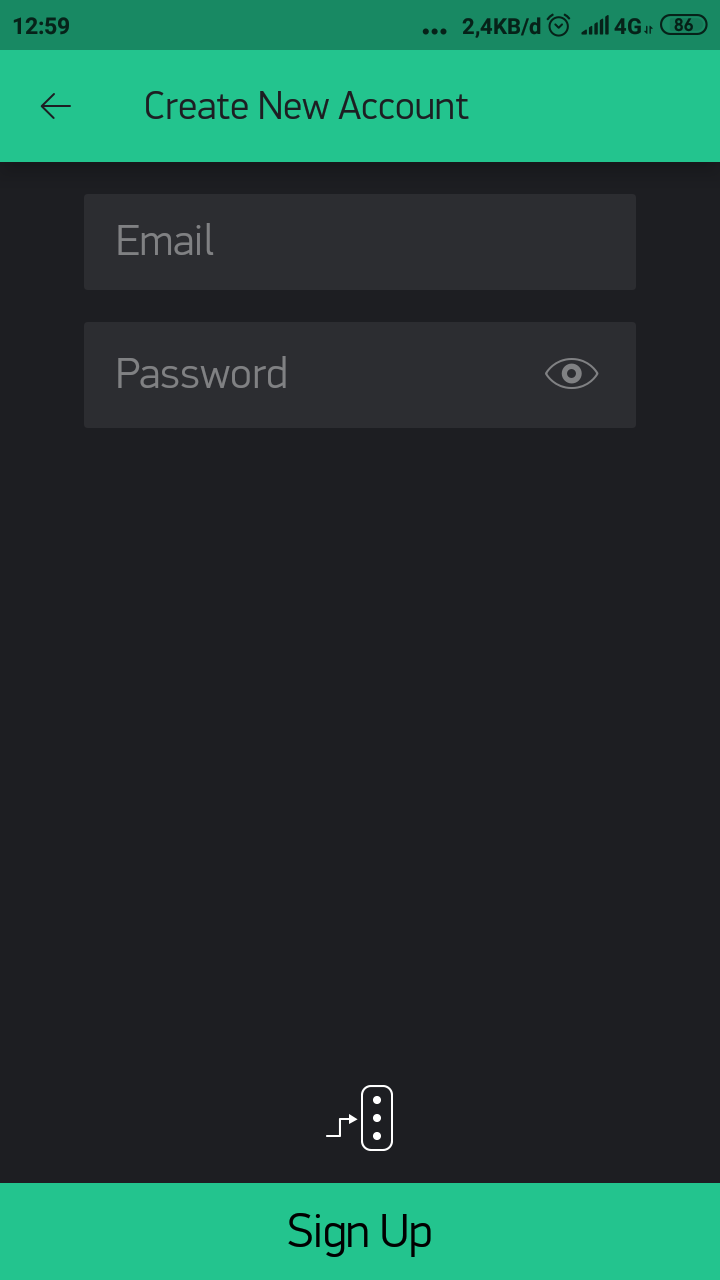 12:59 ... 2,4KB/d 4G 86
Create New Account
Email
Password
Sign Up